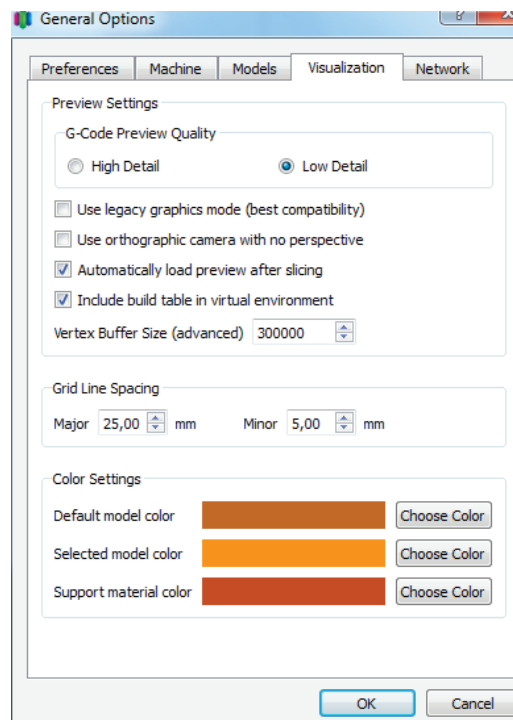 General Options
?
Preferences Machine Models Visualization Network
Preview Settings
G-Code Preview Quality
High Detail Low Detail
Use legacy graphics mode (best compatibility)
Use orthographic camera with no perspective
Automatically load preview after slicing
Include build table in virtual environment
Vertex Buffer Size (advanced) 300000
Grid Line Spacing
Major 25,00 mm Minor 5,00 mm
Color Settings
Default model color Choose Color
Selected model color Choose Color
Support material color Choose Color
OK Cancel